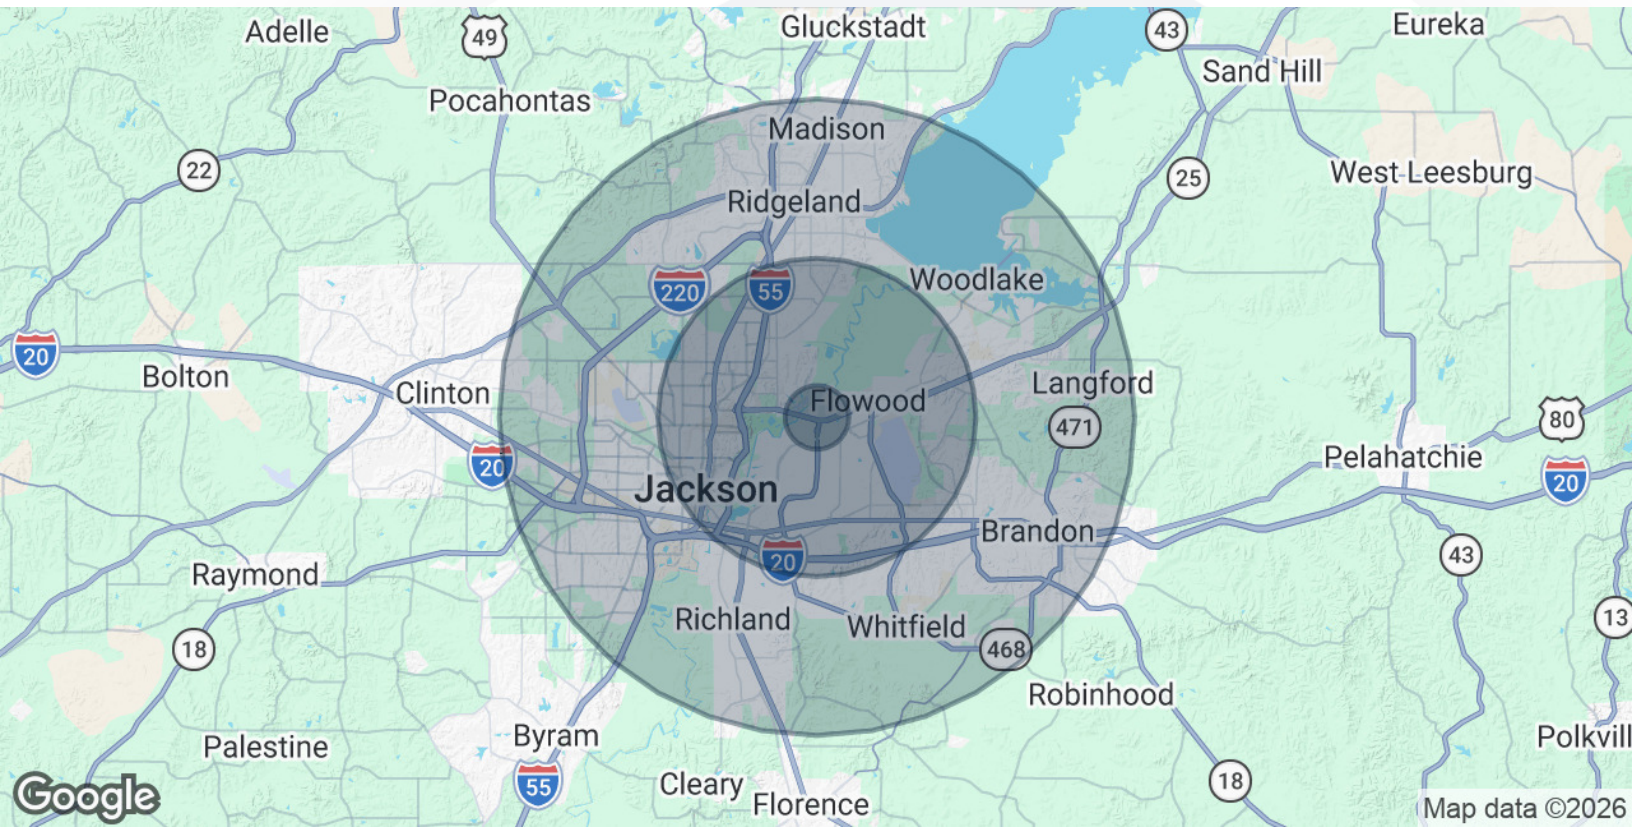 Adelle
49
Gluckstadt
43
Eureka
Sand Hill
Pocahontas
Madison
22
25
West Leesburg
Ridgeland
220
55
Woodlake
20
Bolton
Clinton
Flowood
Langford
471
80
20
Jackson
Pelahatchie
20
Brandon
20
43
Raymond
Richland
Whitfield
13
18
468
Robinhood
Palestine
Byram
Polkvill
55
Cleary
18
Google
Florence
Map data ©2026